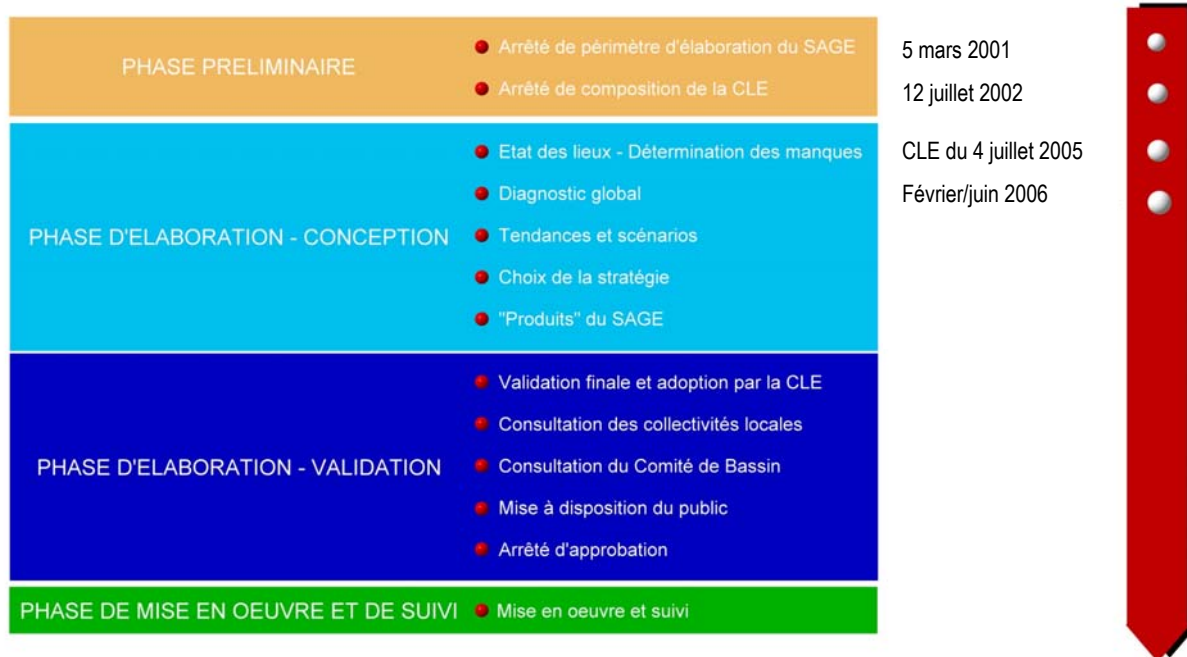 PHASE PRELIMINAIRE
Arrêté de périmètre d'élaboration du SAGE
5 mars 2001
Arrêté de composition de la CLE
12 juillet 2002
PHASE D'ELABORATION - CONCEPTION
Etat des lieux - Détermination des manques
CLE du 4 juillet 2005
Diagnostic global
Février/juin 2006
Tendances et scénarios
Choix de la stratégie
"Produits" du SAGE
PHASE D'ELABORATION - VALIDATION
Validation finale et adoption par la CLE
Consultation des collectivités locales
Consultation du Comité de Bassin
Mise à disposition du public
Arrêté d'approbation
PHASE DE MISE EN OEUVRE ET DE SUIVI
Mise en oeuvre et suivi